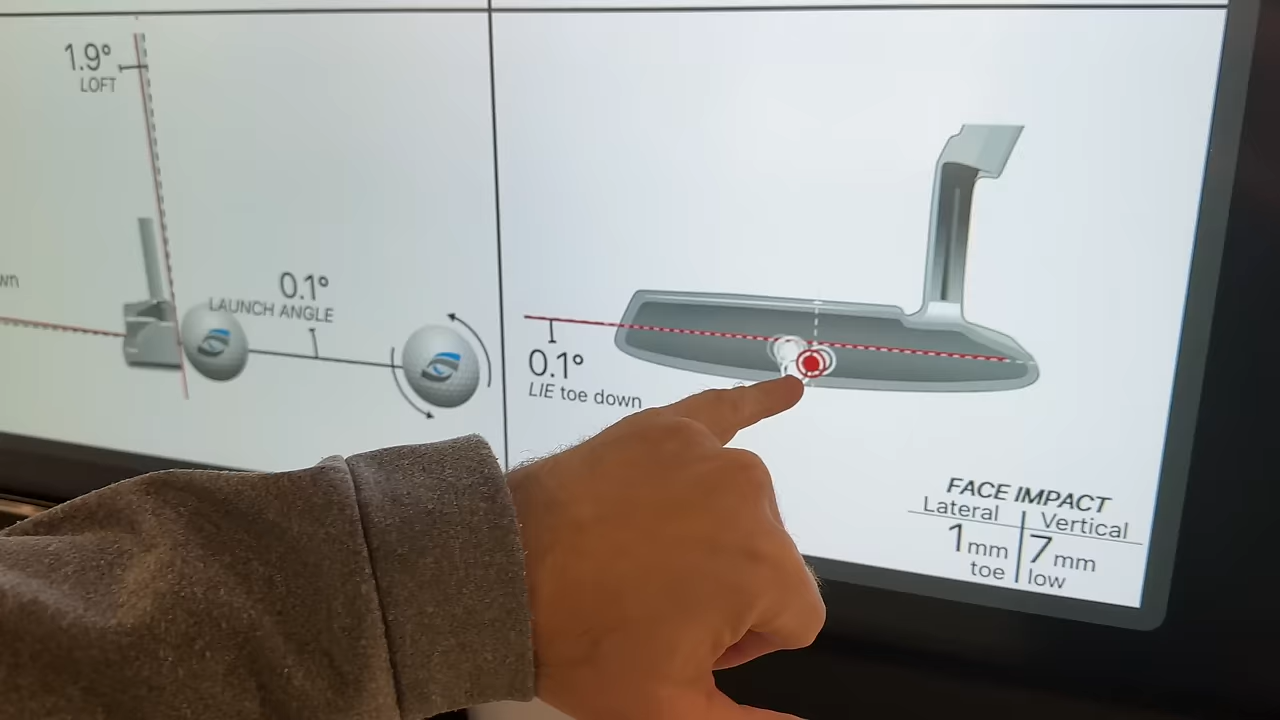 1.9°
LOFT
wn
0.1°
LAUNCH ANGLE
0.1°
LIE toe down
FACE IMPACT
Lateral Vertical
1mm 7mm
toe low